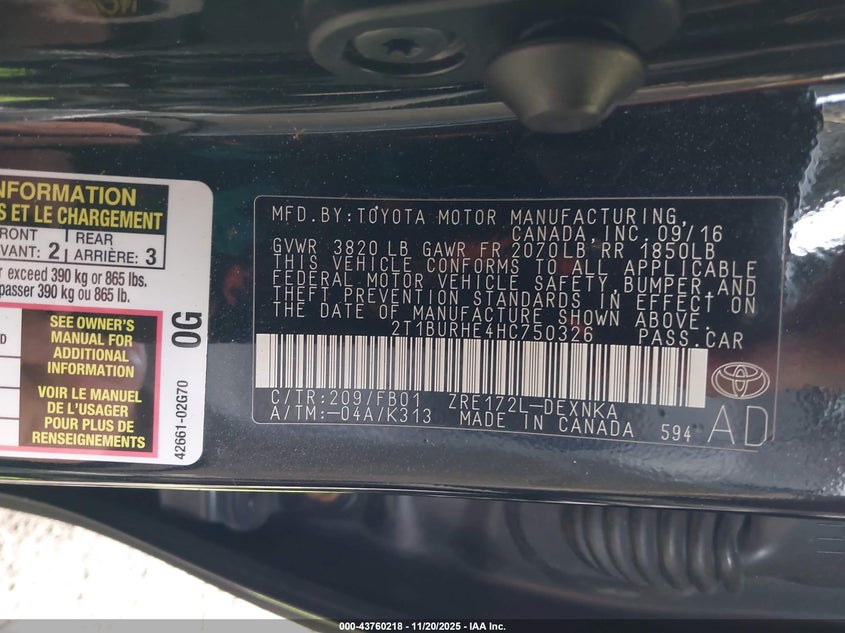 NFORMATION
S ET LE CHARGEMENT
FRONT
VANT: 2
REAR
ARRIÈRE: 3
r exceed 390 kg or 865 lbs.
passer 390 kg ou 865 lb.
SEE OWNER'S
MANUAL FOR
ADDITIONAL
INFORMATION
VOIR LE MANUEL
DE L'USAGER
POUR PLUS DE
RENSEIGNEMENTS
0G
42661-02G70
MFD.BY:TOYOTA MOTOR MANUFACTURING,
CANADA, INC. 09/16
GVWR 3820 LB GAWR FR 2070LB RR 1850LB
THIS VEHICLE CONFORMS TO ALL APPLICABLE
FEDERAL MOTOR VEHICLE SAFETY, BUMPER, AND
THEFT PREVENTION STANDARDS IN EFFECT ON
THE DATE OF MANUFACTURE SHOWN ABOVE.
2T1BURHE4HC750326 PASS.CAR
C/TR:209/FB01 ZRE172L-DEXNKA
A/TM:-04A/K313 MADE IN CANADA 594 AD
000-43760218 - 11/20/2025 - IAA Inc.